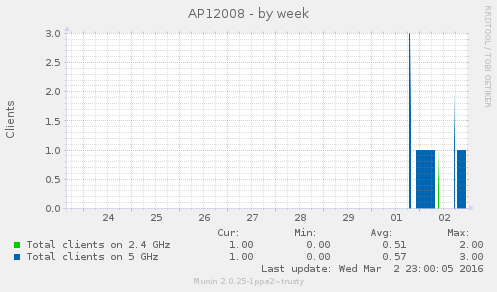 AP12008 - by week
RRDTOOL / TOBI OETIKER
Clients
3.0
2.5
2.0
1.5
1.0
0.5
0.0
24 25 26 27 28 29 01 02
Cur: Min: Avg: Max:
Total clients on 2.4 GHz 1.00 0.00 0.51 2.00
Total clients on 5 GHz 1.00 0.00 0.57 3.00
Last update: Wed Mar 2 23:00:05 2016
Munin 2.0.25-1ppa2~trusty